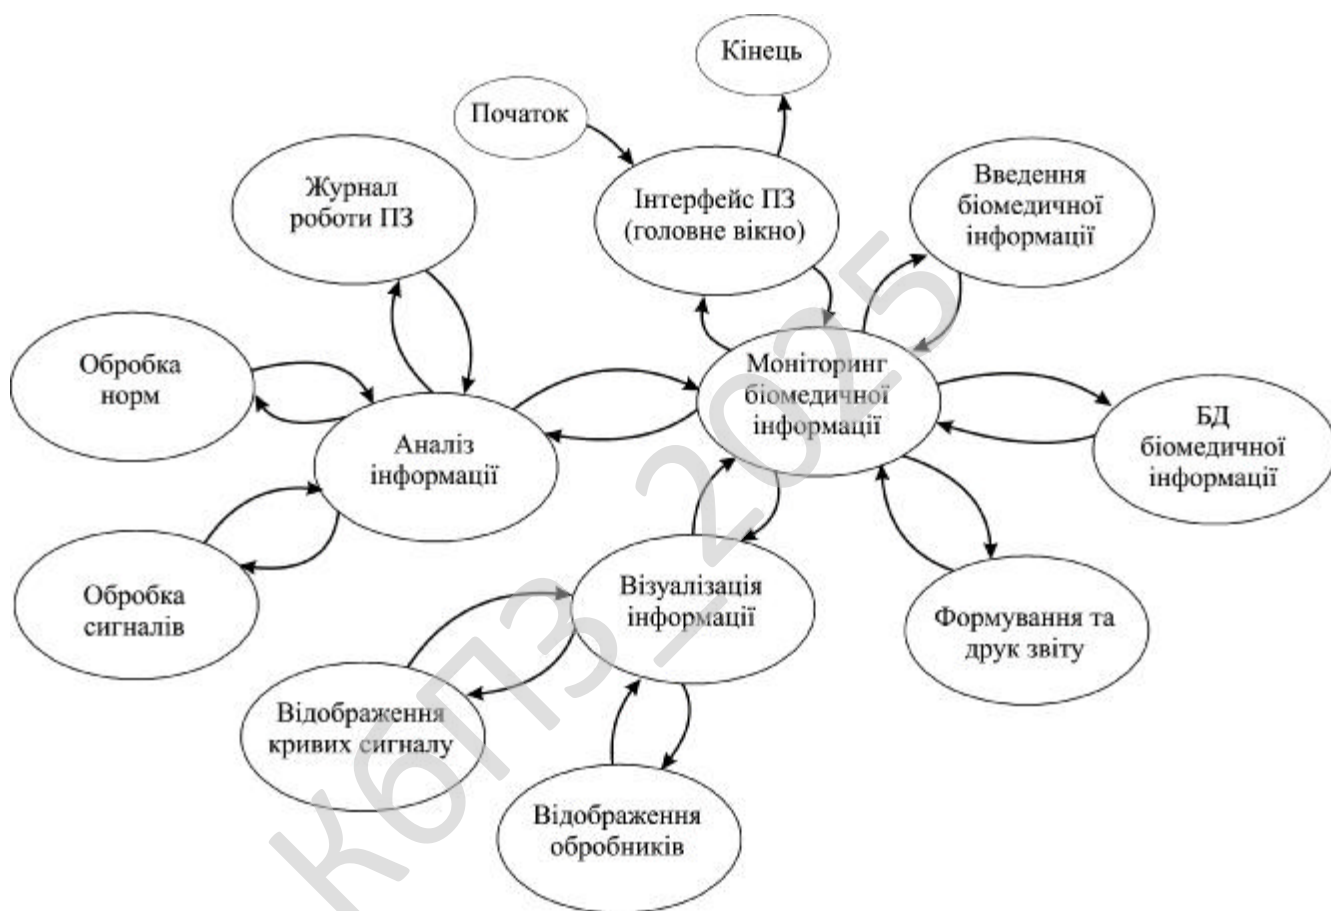 Кінець
Початок
Журнал
роботи ПЗ
Інтерфейс ПЗ
(головне вікно)
Введення
біомедичної
інформації
Обробка
норм
Аналіз
інформації
Моніторинг
біомедичної
інформації
БД
біомедичної
інформації
Обробка
сигналів
Візуалізація
інформації
Формування та
друк звіту
Відображення
кривих сигналу
Відображення
обробників
КбПЗ_2025